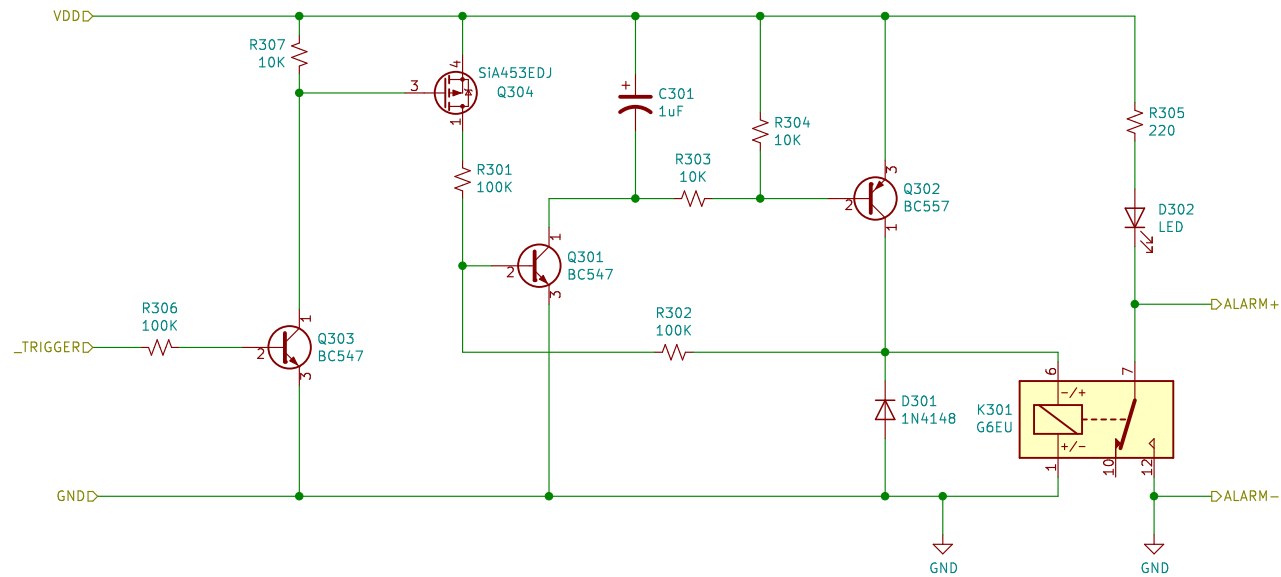 VDD
R307
10K
3
4
1
SiA453EDJ
Q304
+
C301
1uF
R304
10K
R305
220
R301
100K
R303
10K
2
3
1
Q302
BC557
D302
LED
1
2
3
Q301
BC547
ALARM+
R306
100K
_TRIGGER
2
1
3
Q303
BC547
R302
100K
D301
1N4148
K301
G6EU
6
7
-/+
+/-
1
10
12
GND
ALARM-
GND
GND